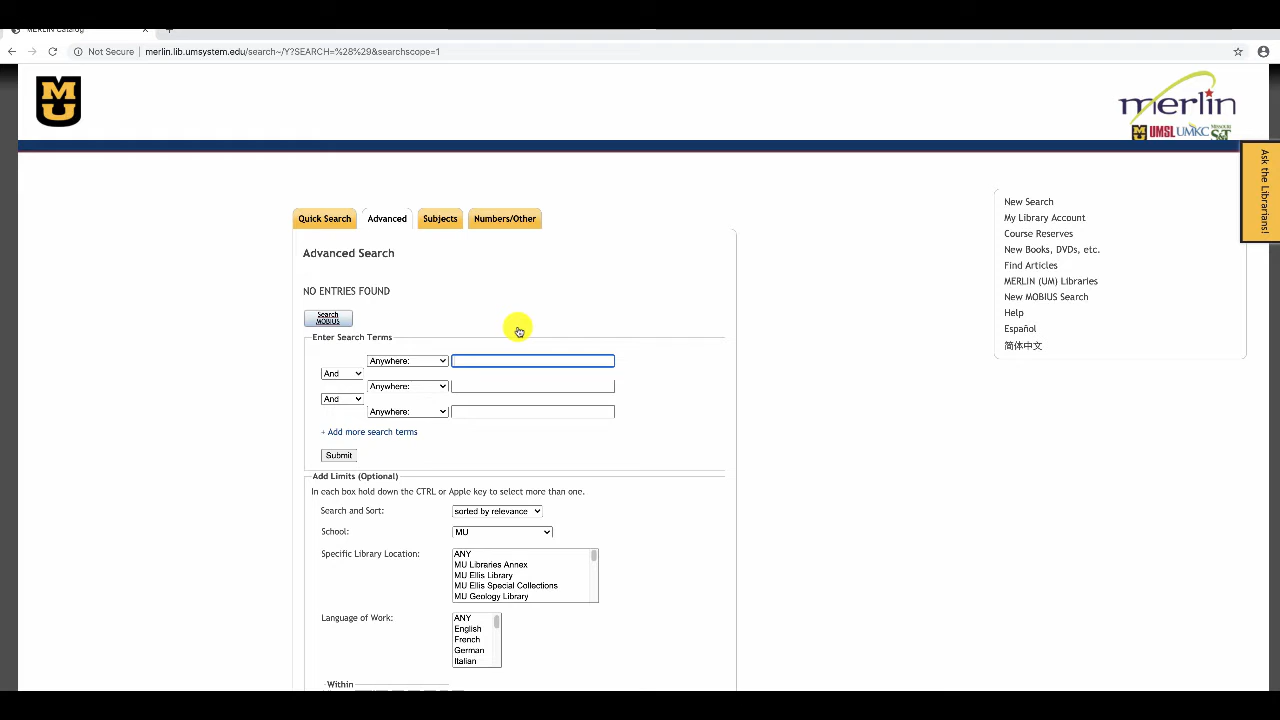 MERLIN Catalog
Not Secure merlin.lib.umsystem.edu/search~/Y?SEARCH=%28%29&searchscope=1
MU
merlin
UMSL UMKC MISSOURI S&T
Ask the Librarians!
Quick Search Advanced Subjects Numbers/Other
New Search
My Library Account
Course Reserves
New Books, DVDs, etc.
Find Articles
MERLIN (UM) Libraries
New MOBIUS Search
Help
Español
简体中文
Advanced Search
NO ENTRIES FOUND
Search
MOBIUS
Enter Search Terms
Anywhere:
And
Anywhere:
And
Anywhere:
+ Add more search terms
Submit
Add Limits (Optional)
In each box hold down the CTRL or Apple key to select more than one.
Search and Sort: sorted by relevance
School: MU
Specific Library Location: ANY
MU Libraries Annex
MU Ellis Library
MU Ellis Special Collections
MU Geology Library
Language of Work: ANY
English
French
German
Italian
Within